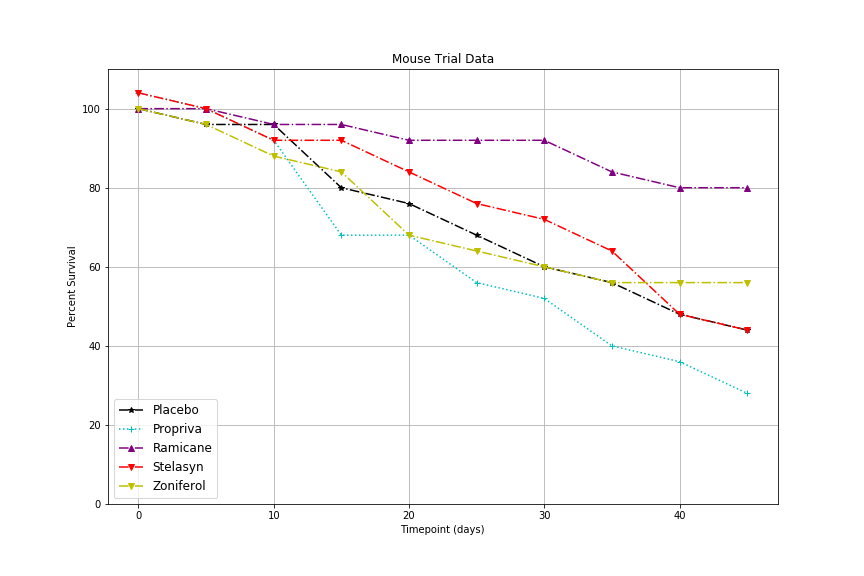 Mouse Trial Data
Percent Survival
100
80
60
40
20
0
Placebo
Propriva
Ramicane
Stelasyn
Zoniferol
0 10 20 30 40
Timepoint (days)